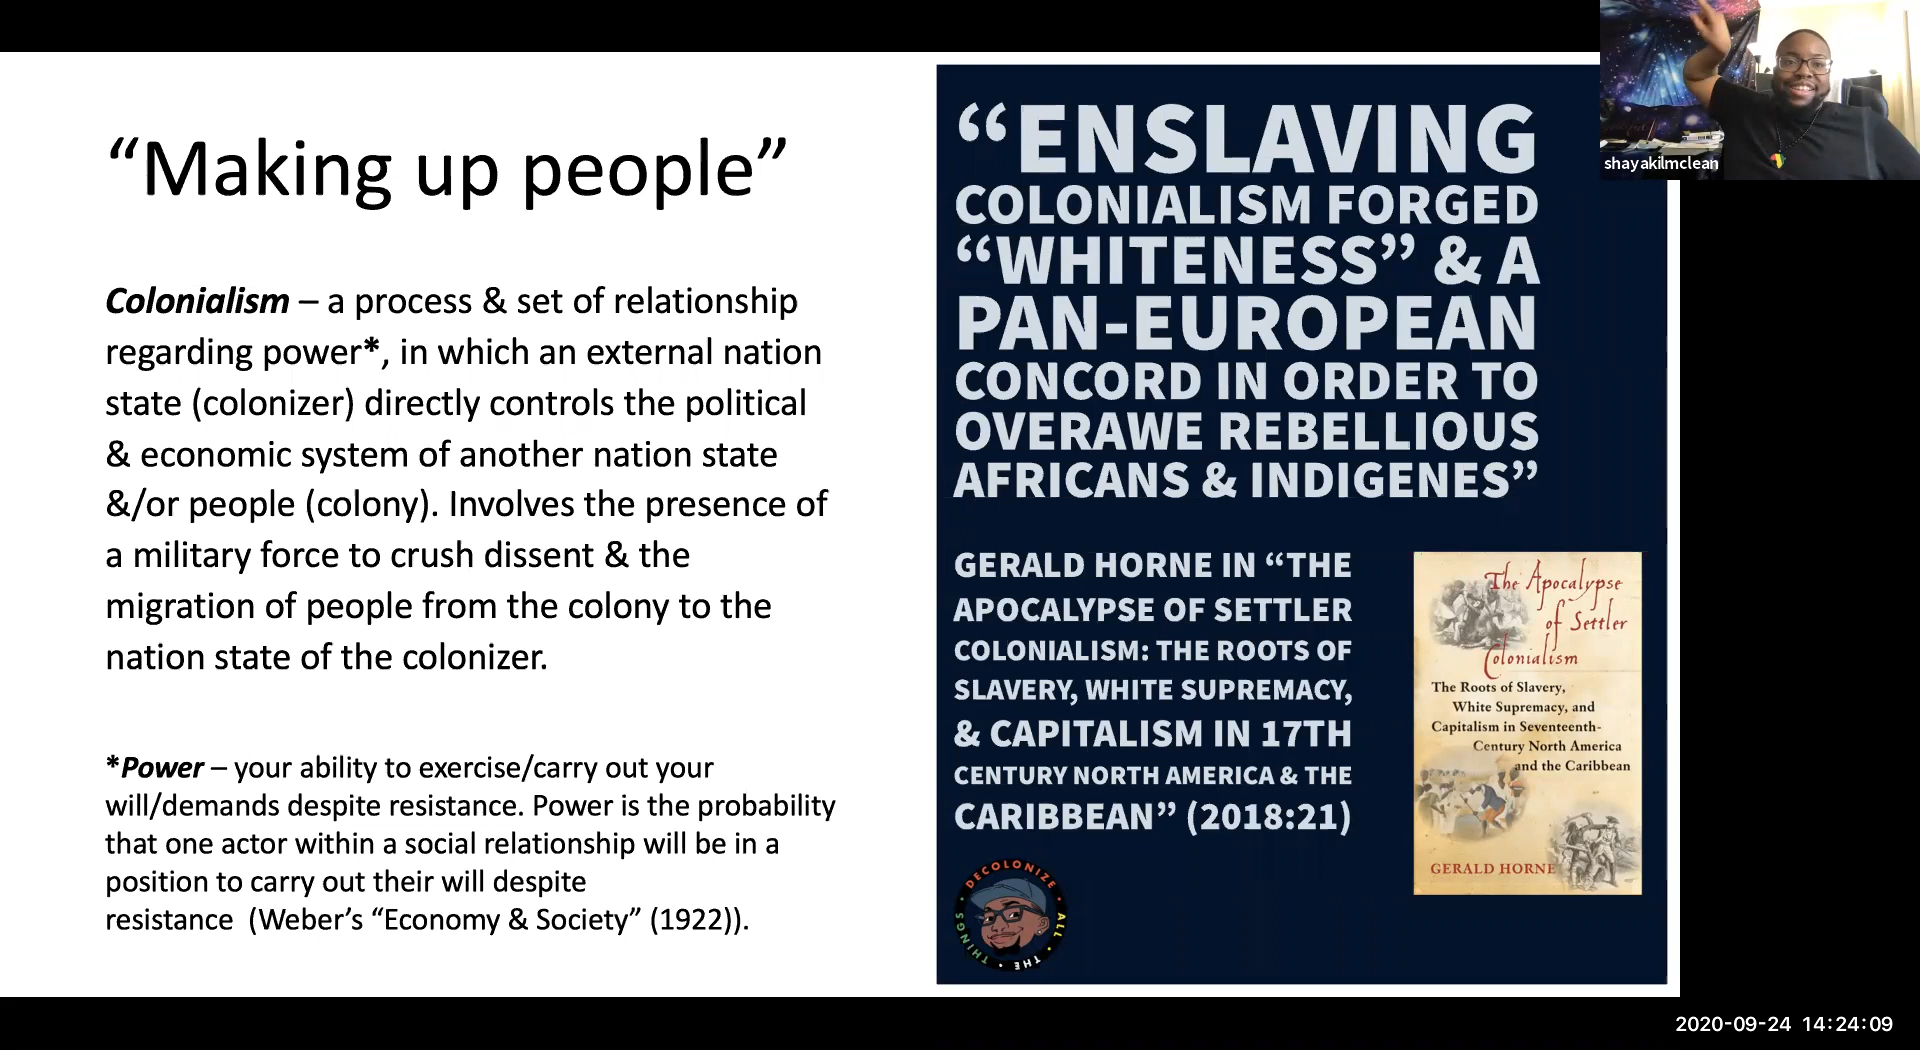 “Making up people”
Colonialism – a process & set of relationship
regarding power*, in which an external nation
state (colonizer) directly controls the political
& economic system of another nation state
&/or people (colony). Involves the presence of
a military force to crush dissent & the
migration of people from the colony to the
nation state of the colonizer.
*Power – your ability to exercise/carry out your
will/demands despite resistance. Power is the probability
that one actor within a social relationship will be in a
position to carry out their will despite
resistance (Weber’s “Economy & Society” (1922)).
“ENSLAVING
COLONIALISM FORGED
“WHITENESS” & A
PAN-EUROPEAN
CONCORD IN ORDER TO
OVERAWE REBELLIOUS
AFRICANS & INDIGENES”
GERALD HORNE IN “THE
APOCALYPSE OF SETTLER
COLONIALISM: THE ROOTS OF
SLAVERY, WHITE SUPREMACY,
& CAPITALISM IN 17TH
CENTURY NORTH AMERICA & THE
CARIBBEAN” (2018:21)
The Apocalypse
of Settler
Colonialism
The Roots of Slavery,
White Supremacy, and
Capitalism in Seventeenth-
Century North America
and the Caribbean
GERALD HORNE
DECOLONIZE • ALL • THE • THINGS
shayakilmclean
2020-09-24 14:24:09